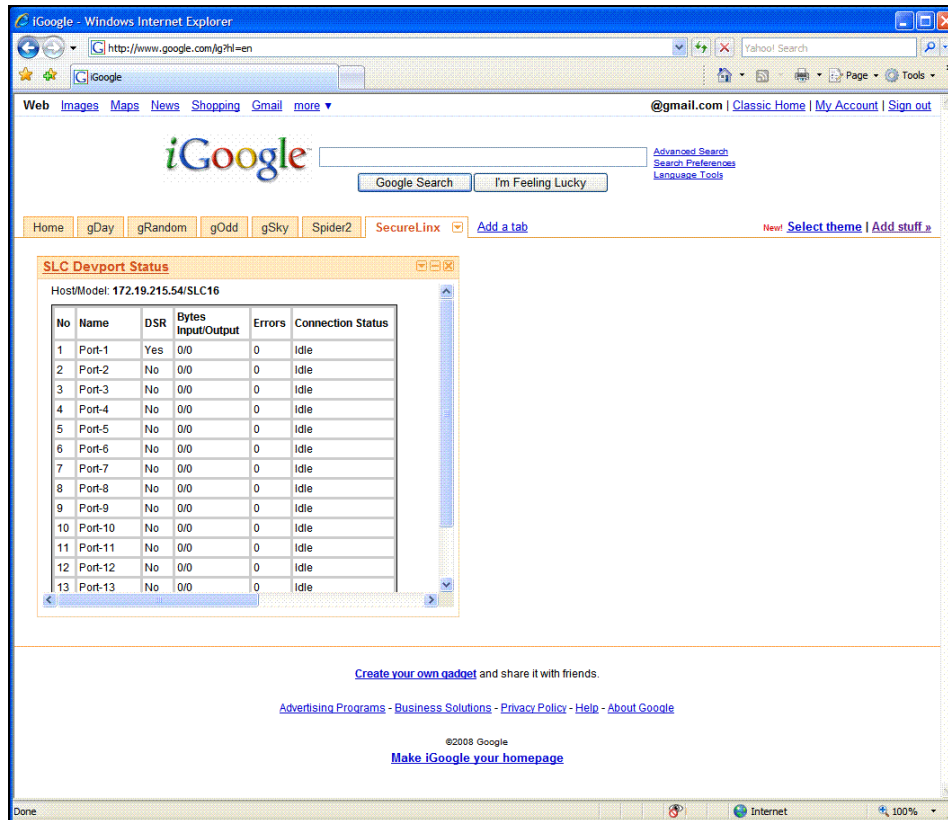 iGoogle - Windows Internet Explorer
http://www.google.com/ig?hl=en
Yahoo! Search
iGoogle
Page
Tools
Web Images Maps News Shopping Gmail more ▼
@gmail.com | Classic Home | My Account | Sign out
iGoogle
Advanced Search
Search Preferences
Language Tools
Google Search
I'm Feeling Lucky
Home gDay gRandom gOdd gSky Spider2 SecureLinx Add a tab
New! Select theme | Add stuff »
SLC Devport Status
Host/Model: 172.19.215.54/SLC16
No Name DSR Bytes Input/Output Errors Connection Status
1 Port-1 Yes 0/0 0 Idle
2 Port-2 No 0/0 0 Idle
3 Port-3 No 0/0 0 Idle
4 Port-4 No 0/0 0 Idle
5 Port-5 No 0/0 0 Idle
6 Port-6 No 0/0 0 Idle
7 Port-7 No 0/0 0 Idle
8 Port-8 No 0/0 0 Idle
9 Port-9 No 0/0 0 Idle
10 Port-10 No 0/0 0 Idle
11 Port-11 No 0/0 0 Idle
12 Port-12 No 0/0 0 Idle
13 Port-13 No 0/0 0 Idle
Create your own gadget and share it with friends.
Advertising Programs - Business Solutions - Privacy Policy - Help - About Google
©2008 Google
Make iGoogle your homepage
Done
Internet
100%